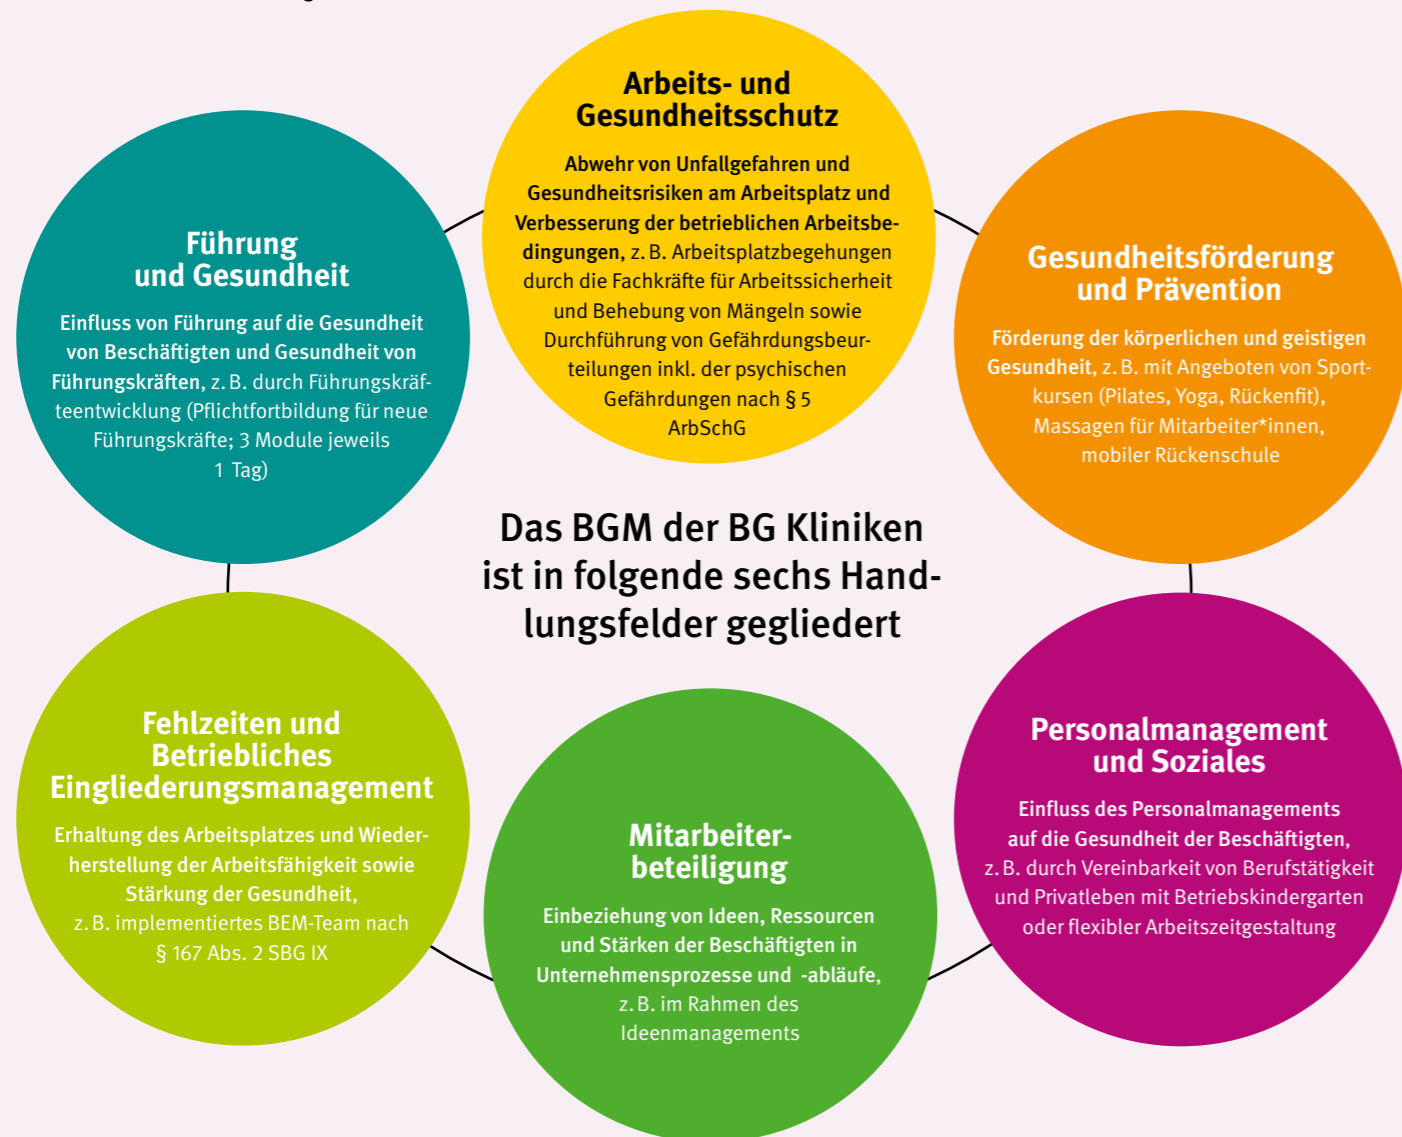 Arbeits- und
Gesundheitsschutz
Abwehr von Unfallgefahren und
Gesundheitsrisiken am Arbeitsplatz und
Verbesserung der betrieblichen Arbeitsbe-
dingungen, z. B. Arbeitsplatzbegehungen
durch die Fachkräfte für Arbeitssicherheit
und Behebung von Mängeln sowie
Durchführung von Gefährdungsbeur-
teilungen inkl. der psychischen
Gefährdungen nach § 5
ArbSchG
Führung
und Gesundheit
Einfluss von Führung auf die Gesundheit
von Beschäftigten und Gesundheit von
Führungskräften, z. B. durch Führungskräf-
teentwicklung (Pflichtfortbildung für neue
Führungskräfte; 3 Module jeweils
1 Tag)
Gesundheitsförderung
und Prävention
Förderung der körperlichen und geistigen
Gesundheit, z. B. mit Angeboten von Sport-
kursen (Pilates, Yoga, Rückenfit),
Massagen für Mitarbeiter*innen,
mobiler Rückenschule
Das BGM der BG Kliniken
ist in folgende sechs Hand-
lungsfelder gegliedert
Fehlzeiten und
Betriebliches
Eingliederungsmanagement
Erhaltung des Arbeitsplatzes und Wieder-
herstellung der Arbeitsfähigkeit sowie
Stärkung der Gesundheit,
z. B. implementiertes BEM-Team nach
§ 167 Abs. 2 SBG IX
Mitarbeiter-
beteiligung
Einbeziehung von Ideen, Ressourcen
und Stärken der Beschäftigten in
Unternehmensprozesse und -abläufe,
z. B. im Rahmen des
Ideenmanagements
Personalmanagement
und Soziales
Einfluss des Personalmanagements
auf die Gesundheit der Beschäftigten,
z. B. durch Vereinbarkeit von Berufstätigkeit
und Privatleben mit Betriebskindergarten
oder flexibler Arbeitszeitgestaltung